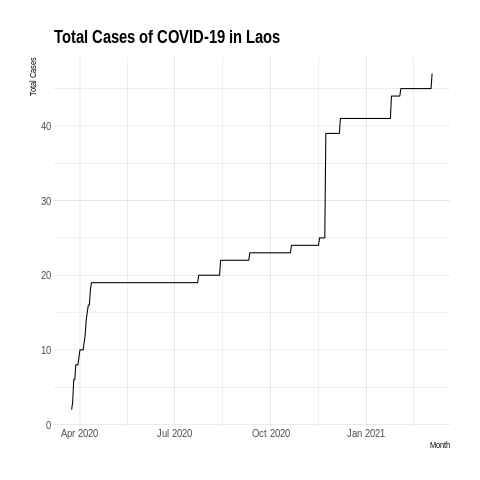 Total Cases of COVID-19 in Laos
Total Cases
40
30
20
10
0
Apr 2020
Jul 2020
Oct 2020
Jan 2021
Month